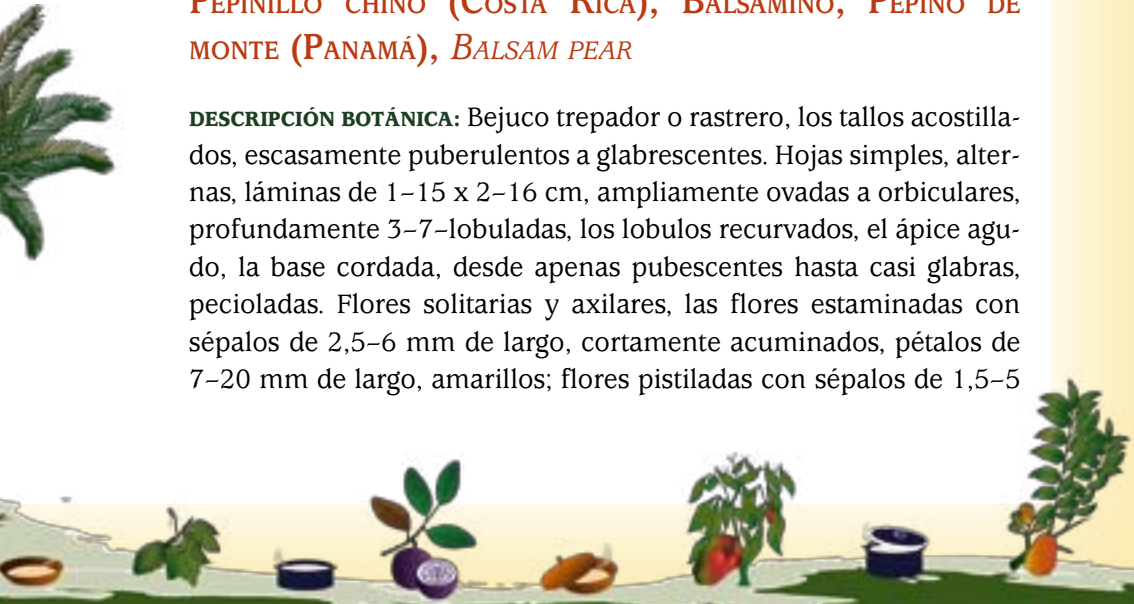 Pepinillo chino (Costa Rica), Balsamino, Pepino de
monte (Panamá), Balsam pear
DESCRIPCIÓN BOTÁNICA: Bejuco trepador o rastrero, los tallos acostilla-
dos, escasamente puberulentos a glabrescentes. Hojas simples, alter-
nas, láminas de 1–15 x 2–16 cm, ampliamente ovadas a orbiculares,
profundamente 3–7–lobuladas, los lobulos recurvados, el ápice agu-
do, la base cordada, desde apenas pubescentes hasta casi glabras,
pecioladas. Flores solitarias y axilares, las flores estaminadas con
sépalos de 2,5–6 mm de largo, cortamente acuminados, pétalos de
7–20 mm de largo, amarillos; flores pistiladas con sépalos de 1,5–5